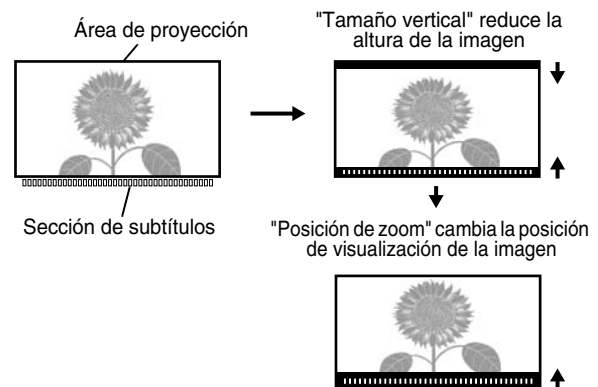 Área de proyección
"Tamaño vertical" reduce la
altura de la imagen
Sección de subtítulos
"Posición de zoom" cambia la posición
de visualización de la imagen